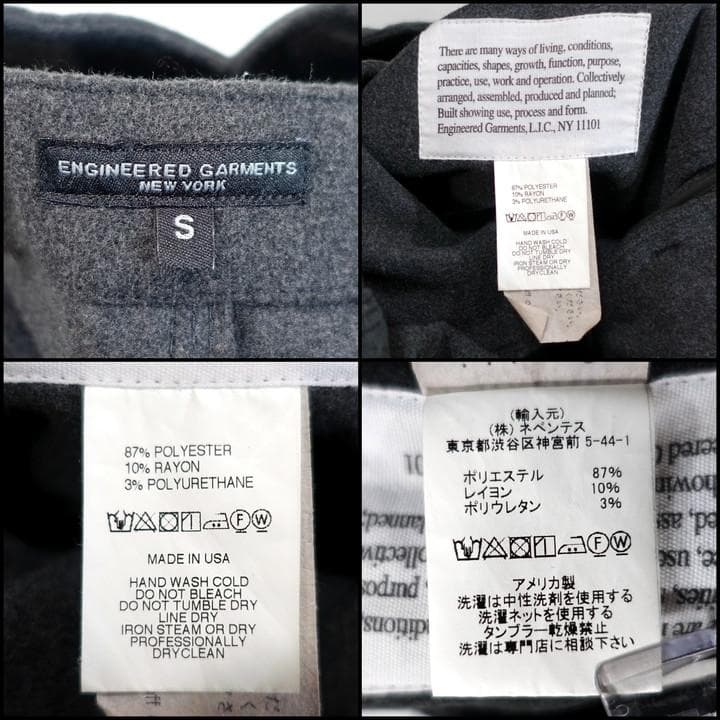 ENGINEERED GARMENTS
NEW YORK
S
There are many ways of living, conditions,
capacities, shapes, growth, function, purpose,
practice, use, work and operation. Collectively
arranged, assembled, produced and planned;
Built showing use, process and form.
Engineered Garments, L.I.C., NY 11101
87% POLYESTER
10% RAYON
3% POLYURETHANE
MADE IN USA
HAND WASH COLD
DO NOT BLEACH
DO NOT TUMBLE DRY
LINE DRY
IRON STEAM OR DRY
PROFESSIONALLY
DRYCLEAN
87% POLYESTER
10% RAYON
3% POLYURETHANE
F W
MADE IN USA
HAND WASH COLD
DO NOT BLEACH
DO NOT TUMBLE DRY
LINE DRY
IRON STEAM OR DRY
PROFESSIONALLY
DRYCLEAN
(輸入元)
(株) ネペンテス
東京都渋谷区神宮前 5-44-1
ポリエステル 87%
レイヨン 10%
ポリウレタン 3%
F W
アメリカ製
洗濯は中性洗剤を使用する
洗濯ネットを使用する
タンブラー乾燥禁止
洗濯は専門店に相談下さい